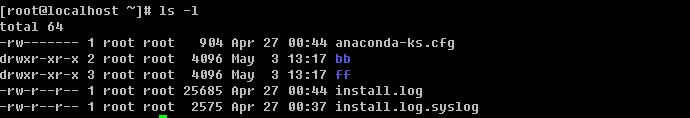 [root@localhost ~]# ls -l
total 64
-rw------- 1 root root   904 Apr 27 00:44 anaconda-ks.cfg
drwxr-xr-x 2 root root  4096 May  3 13:17 bb
drwxr-xr-x 3 root root  4096 May  3 13:17 ff
-rw-r--r-- 1 root root 25685 Apr 27 00:44 install.log
-rw-r--r-- 1 root root  2575 Apr 27 00:37 install.log.syslog